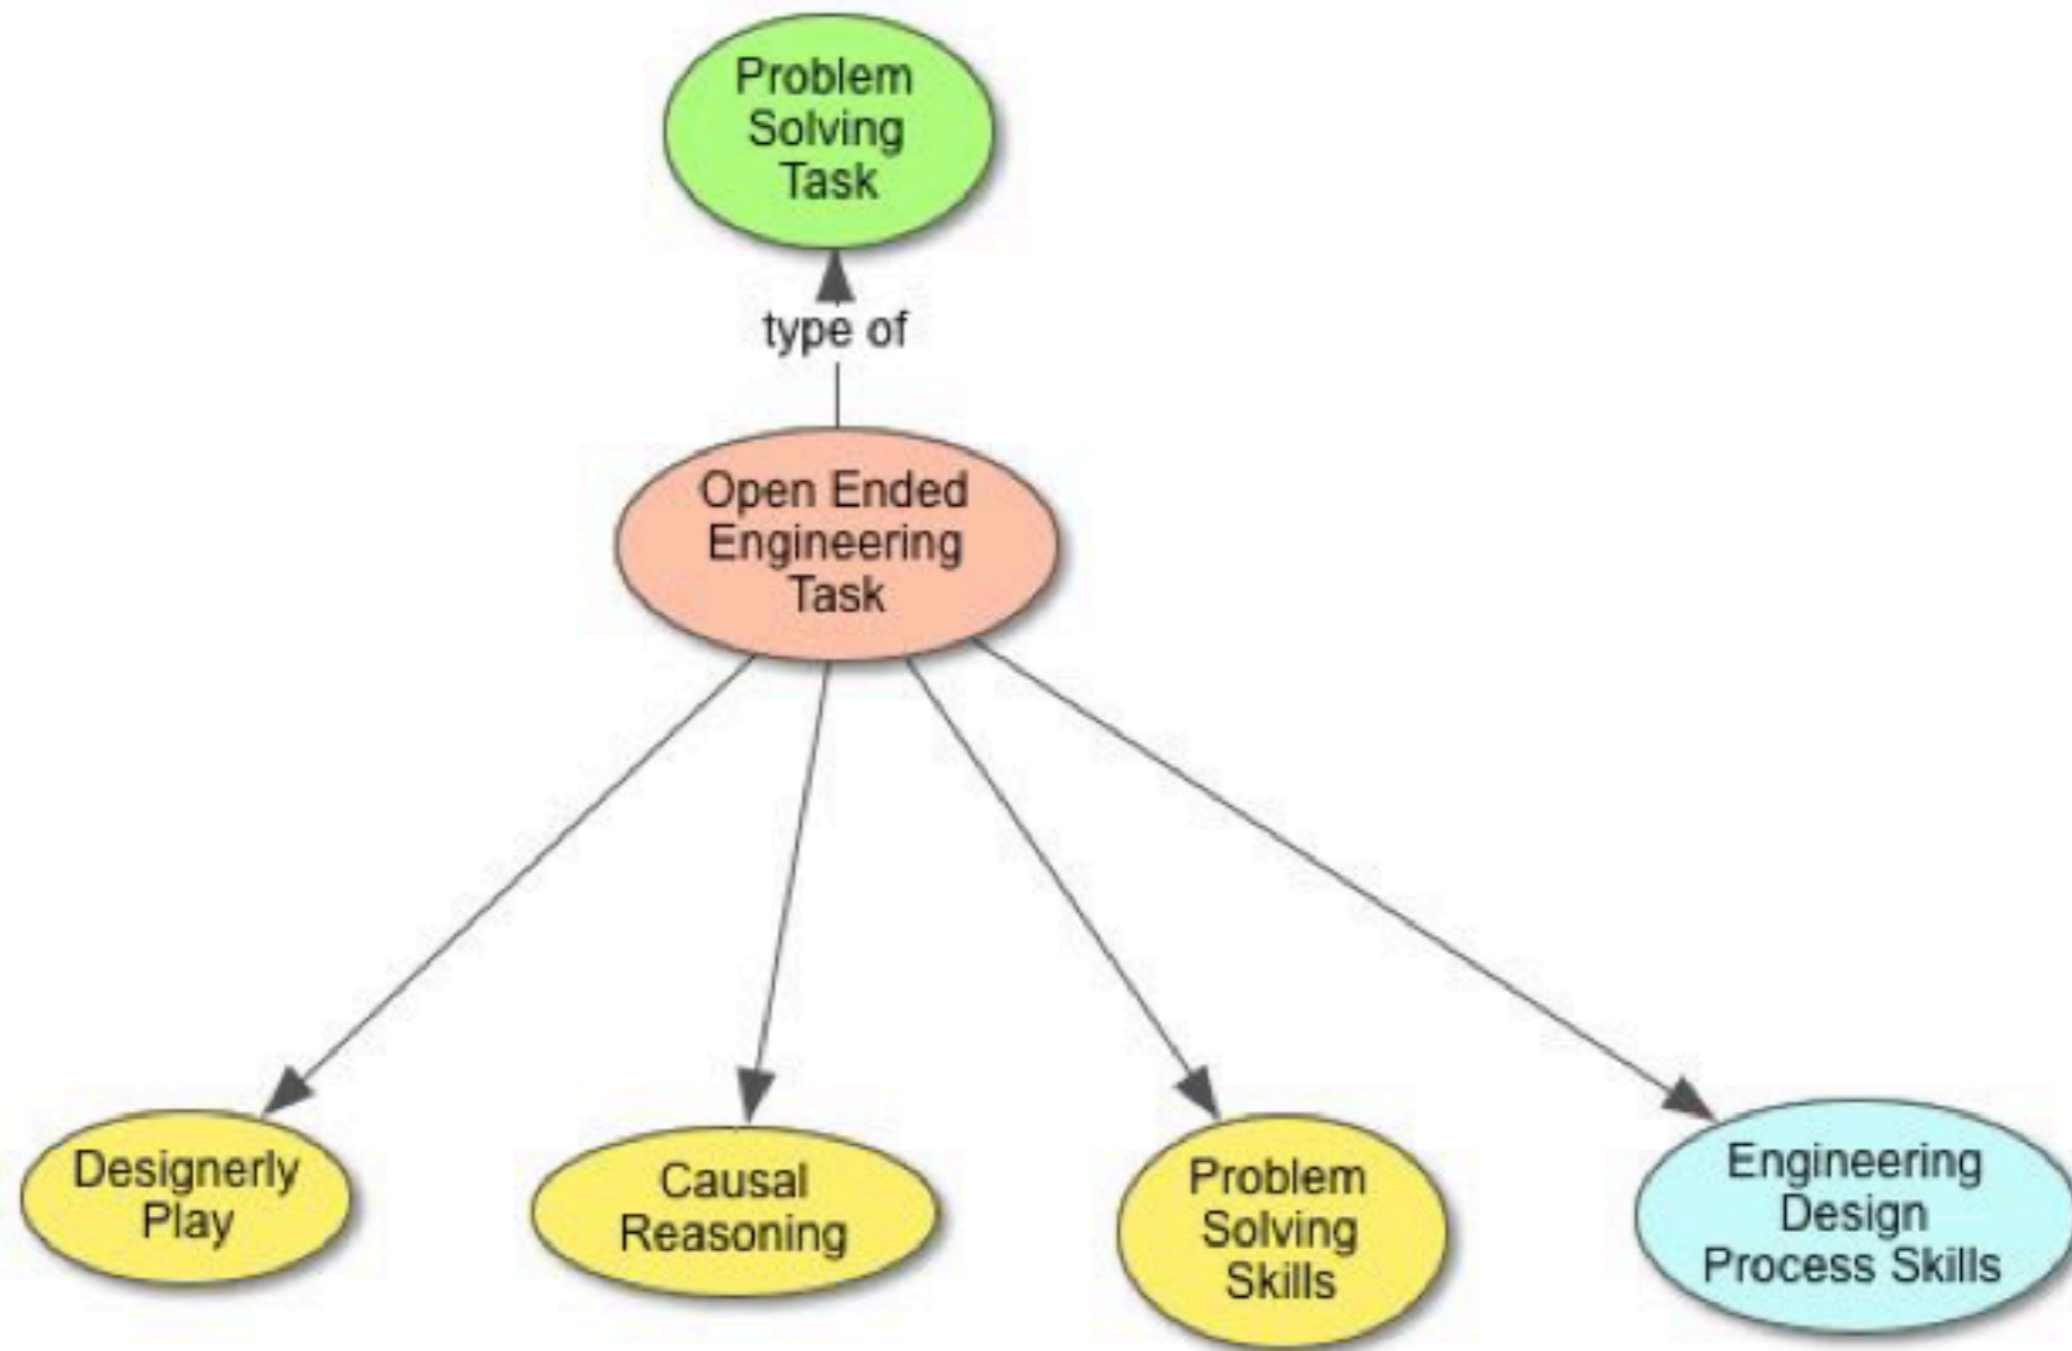 Problem
Solving
Task
type of
Open Ended
Engineering
Task
Designerly
Play
Causal
Reasoning
Problem
Solving
Skills
Engineering
Design
Process Skills